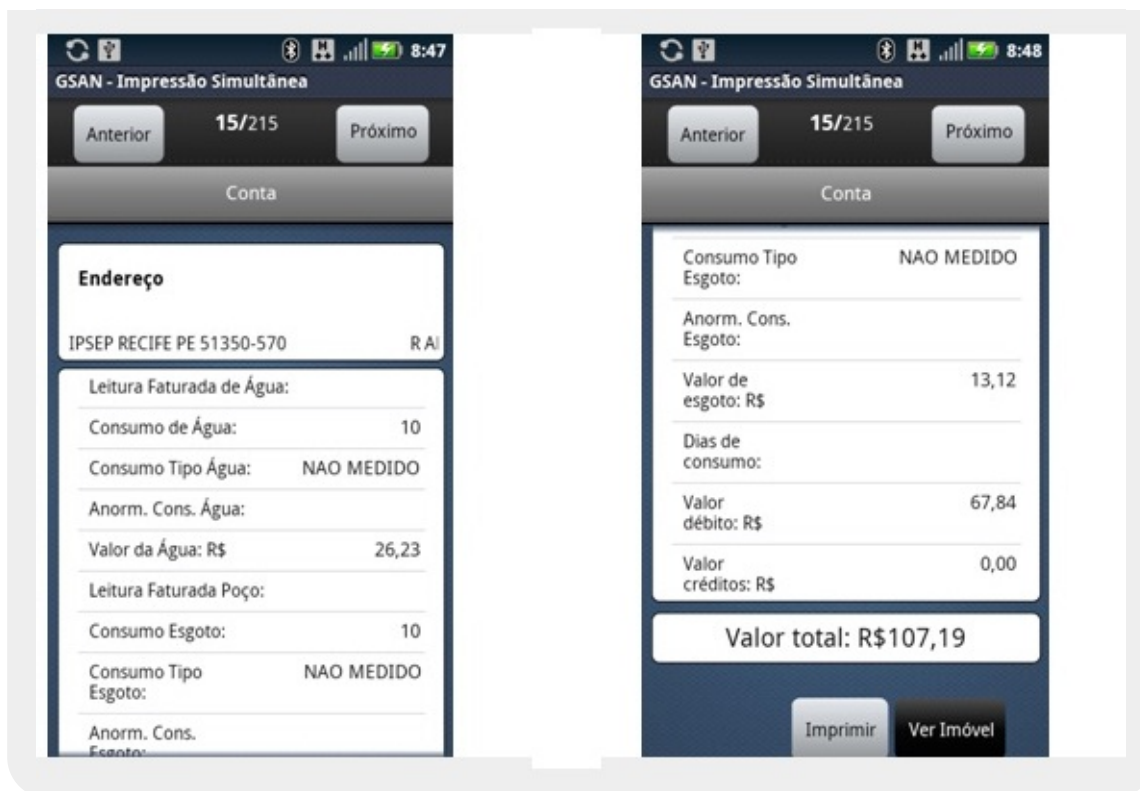 8:47
GSAN - Impressão Simultânea
Anterior 15/215 Próximo
Conta
Endereço
IPSEP RECIFE PE 51350-570 R A
Leitura Faturada de Água:
Consumo de Água: 10
Consumo Tipo Água: NAO MEDIDO
Anorm. Cons. Água:
Valor da Água: R$ 26,23
Leitura Faturada Poço:
Consumo Esgoto: 10
Consumo Tipo NAO MEDIDO
Esgoto:
Anorm. Cons.
Esgoto:
8:48
GSAN - Impressão Simultânea
Anterior 15/215 Próximo
Conta
Consumo Tipo NAO MEDIDO
Esgoto:
Anorm. Cons.
Esgoto:
Valor de 13,12
esgoto: R$
Dias de
consumo:
Valor 67,84
débito: R$
Valor 0,00
créditos: R$
Valor total: R$107,19
Imprimir Ver Imóvel